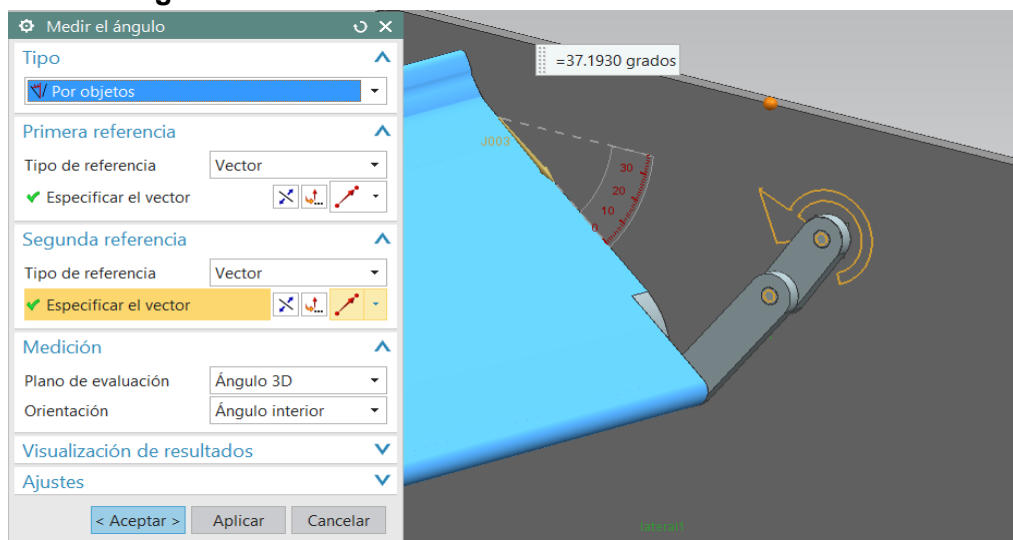 Medir el ángulo
Tipo
Por objetos
Primera referencia
Tipo de referencia Vector
Especificar el vector
Segunda referencia
Tipo de referencia Vector
Especificar el vector
Medición
Plano de evaluación Ángulo 3D
Orientación Ángulo interior
Visualización de resultados
Ajustes
< Aceptar > Aplicar Cancelar
=37.1930 grados
J003
30
20
10
0
lateral1